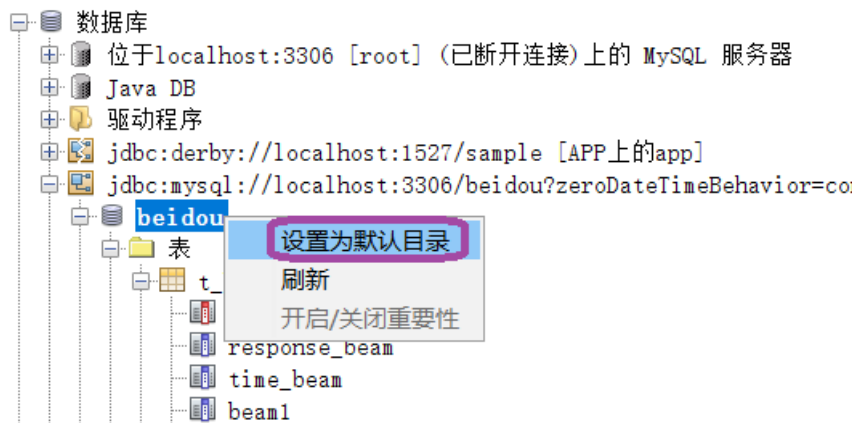 数据库
位于localhost:3306 [root] (已断开连接)上的 MySQL 服务器
Java DB
驱动程序
jdbc:derby://localhost:1527/sample [APP上的app]
jdbc:mysql://localhost:3306/beidou?zeroDateTimeBehavior=co
beidou
设置为默认目录
表
刷新
t_
开启/关闭重要性
response_beam
time_beam
beam1